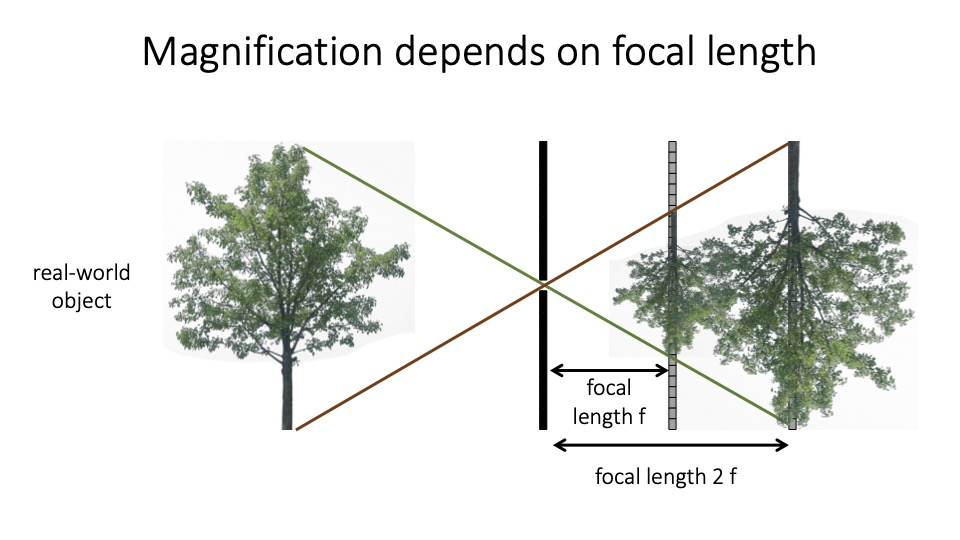 Magnification depends on focal length
real-world
object
focal
length f
focal length 2 f